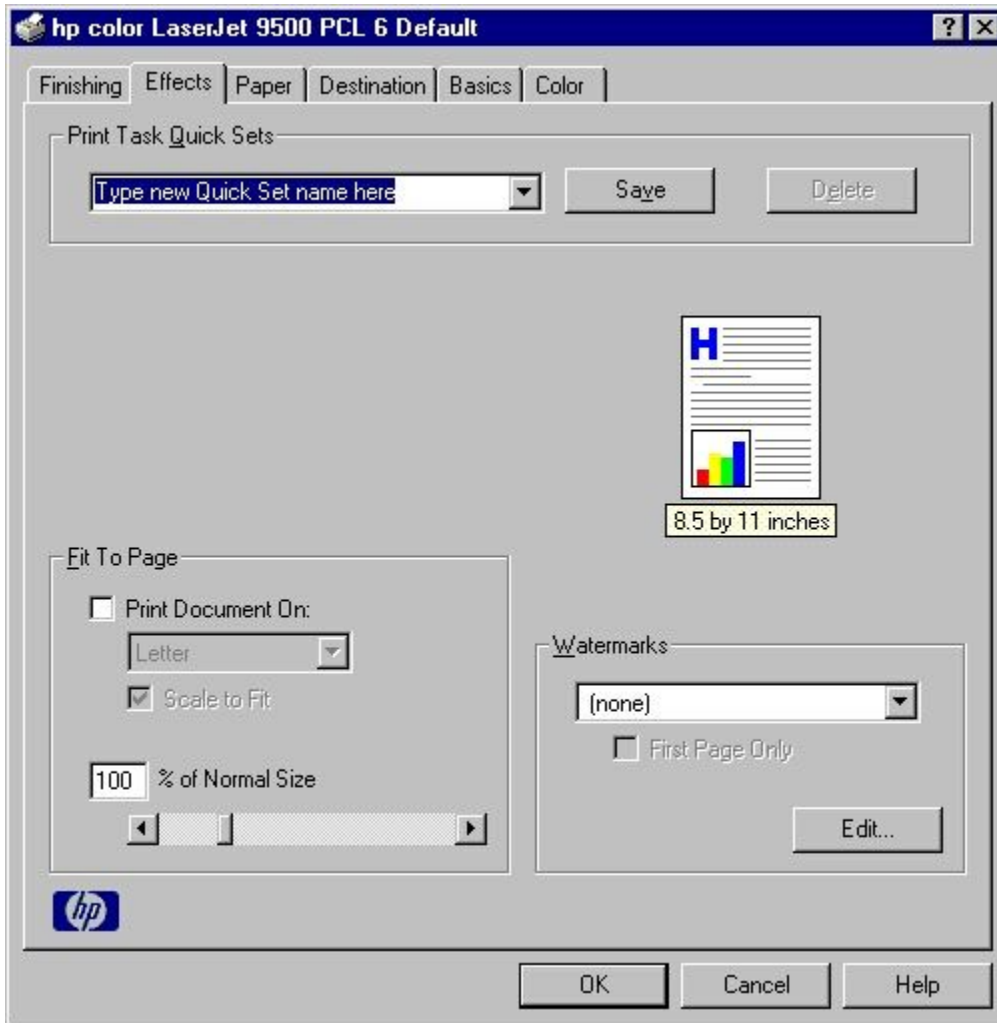 hp color LaserJet 9500 PCL 6 Default
Finishing Effects Paper Destination Basics Color
Print Task Quick Sets
Type new Quick Set name here Save Delete
H
8.5 by 11 inches
Fit To Page
Print Document On:
Letter
Scale to Fit
100 % of Normal Size
Watermarks
(none)
First Page Only
Edit...
hp
OK Cancel Help